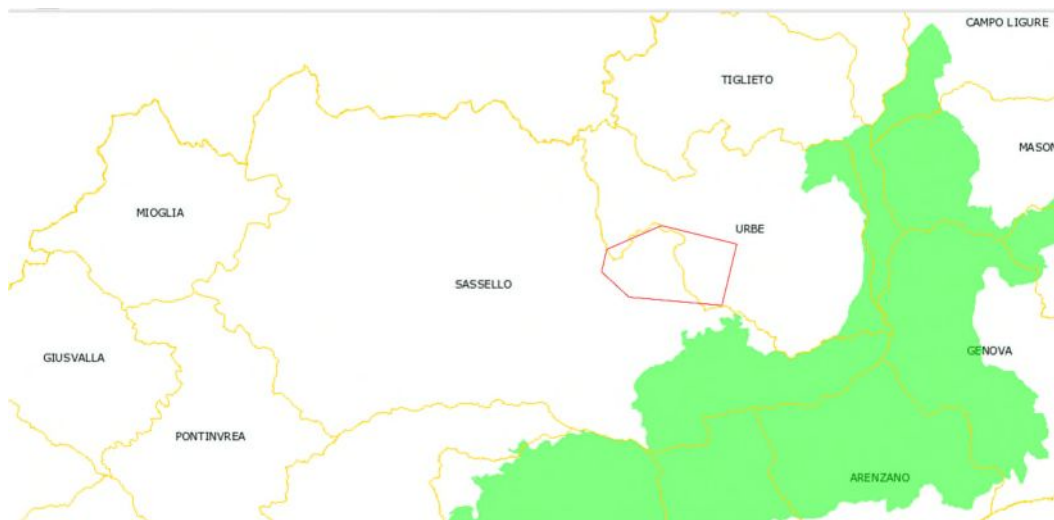 CAMPO LIGURE
TIGLIETO
MASON
MIOGLIA
URBE
SASSELLO
GIUSVALLA
GENOVA
PONTINVREA
ARENZANO